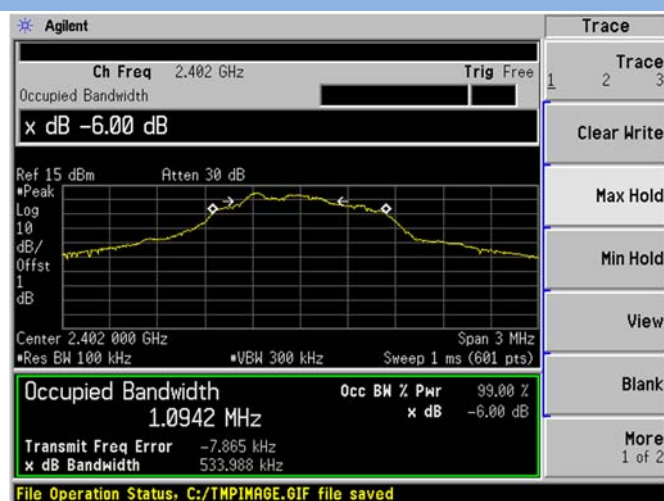 Agilent
Trace
Ch Freq 2.402 GHz Trig Free
Occupied Bandwidth
x dB -6.00 dB
Ref 15 dBm Atten 30 dB
Peak
Log
10
dB/
Offst
1
dB
Center 2.402 000 GHz Span 3 MHz
Res BW 100 kHz VBW 300 kHz Sweep 1 ms (601 pts)
Occupied Bandwidth Occ BW % Pwr 99.00 %
1.0942 MHz x dB -6.00 dB
Transmit Freq Error -7.865 kHz
x dB Bandwidth 533.988 kHz
File Operation Status, C:/TMPIMAGE.GIF file saved
Trace
1 2 3
Clear Write
Max Hold
Min Hold
View
Blank
More
1 of 2